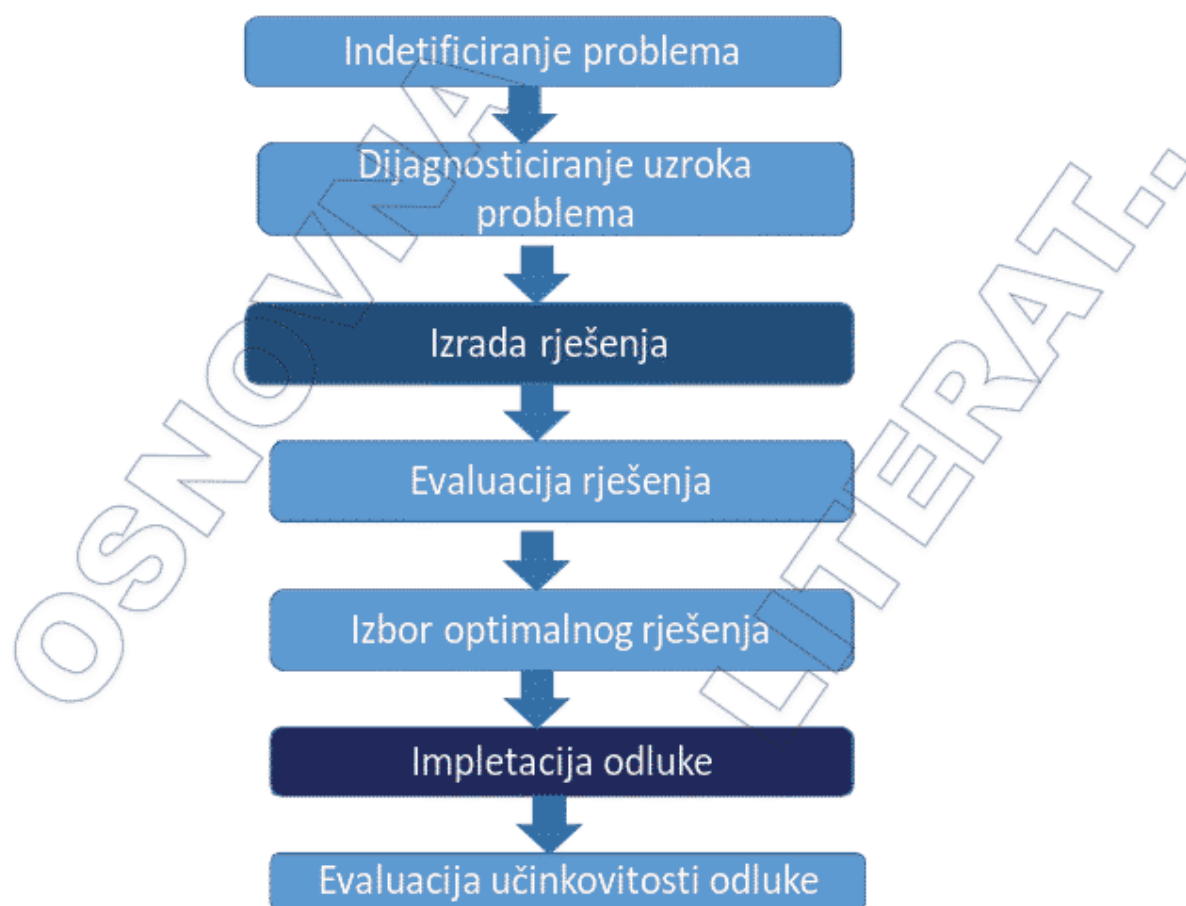 Indetificiranje problema
Dijagnosticiranje uzroka
problema
Izrada rješenja
Evaluacija rješenja
Izbor optimalnog rješenja
Impletacija odluke
Evaluacija učinkovitosti odluke
OSNOVNA
LITERAT..